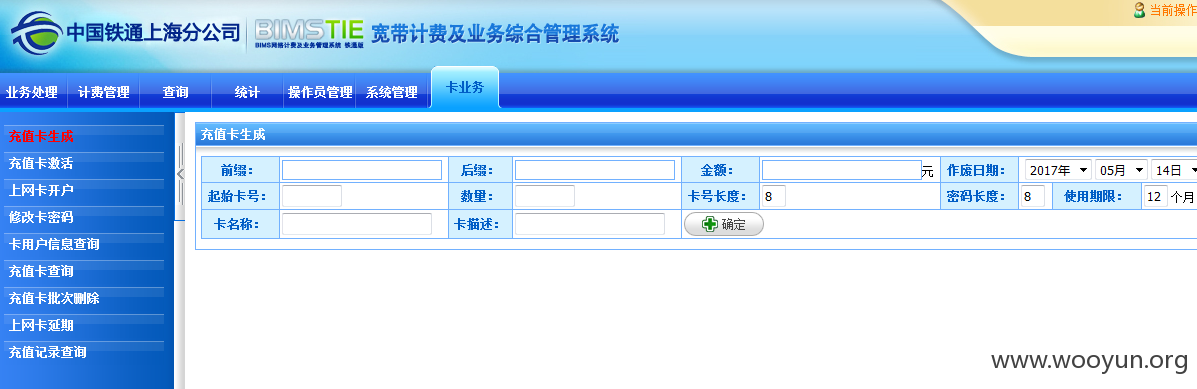 当前操作
中国铁通上海分公司 BIMSTIE 宽带计费及业务综合管理系统
BIMS网络计费及业务管理系统 铁通版
业务处理 计费管理 查询 统计 操作员管理 系统管理 卡业务
充值卡生成
充值卡激活
上网卡开户
修改卡密码
卡用户信息查询
充值卡查询
充值卡批次删除
上网卡延期
充值记录查询
充值卡生成
前缀： 后缀： 金额： 元 作废日期： 2017年 05月 14日
起始卡号： 数量： 卡号长度： 8 密码长度： 8 使用期限： 12 个月
卡名称： 卡描述： 确定
www.wooyun.org